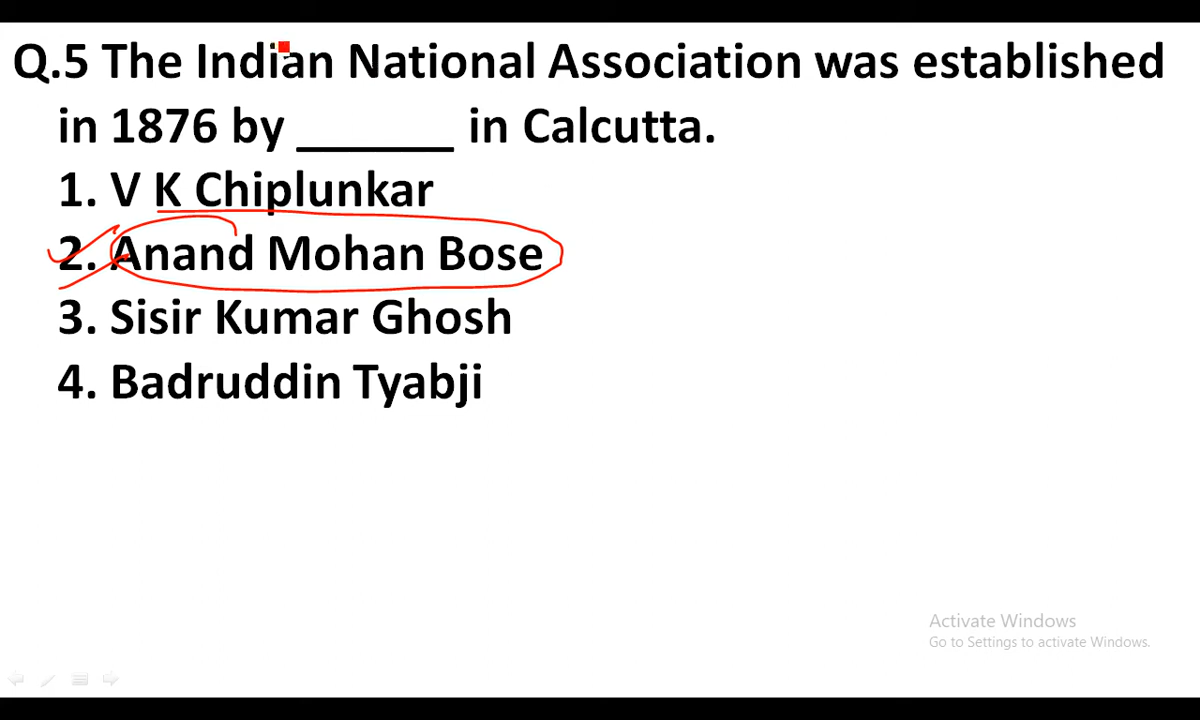 Q.5 The Indian National Association was established
in 1876 by ______ in Calcutta.
1. V K Chiplunkar
2. Anand Mohan Bose
3. Sisir Kumar Ghosh
4. Badruddin Tyabji
Activate Windows
Go to Settings to activate Windows.